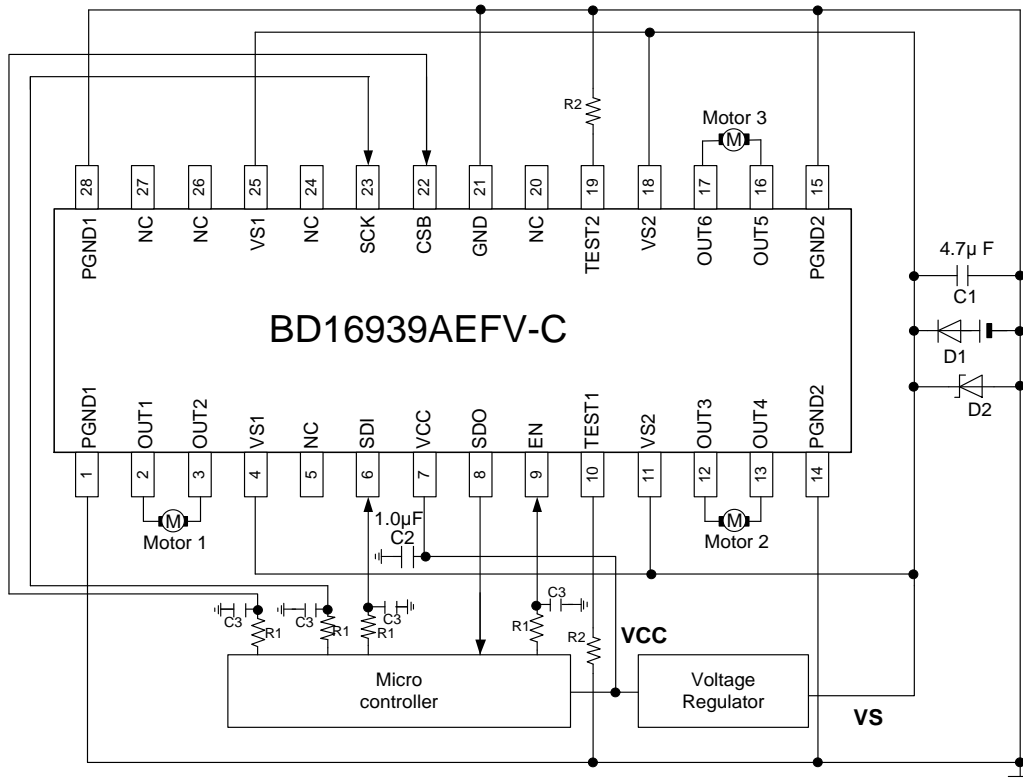 R2
Motor 3
M
28 27 26 25 24 23 22 21 20 19 18 17 16 15
PGND1 NC NC VS1 NC SCK CSB GND NC TEST2 VS2 OUT6 OUT5 PGND2
4.7µ F
C1
BD16939AEFV-C
D1
D2
PGND1 OUT1 OUT2 VS1 NC SDI VCC SDO EN TEST1 VS2 OUT3 OUT4 PGND2
1 2 3 4 5 6 7 8 9 10 11 12 13 14
M
Motor 1
1.0µF
C2
M
Motor 2
C3 R1 C3 R1 C3 R1 C3 R1 R2
VCC
Micro
controller
Voltage
Regulator
VS